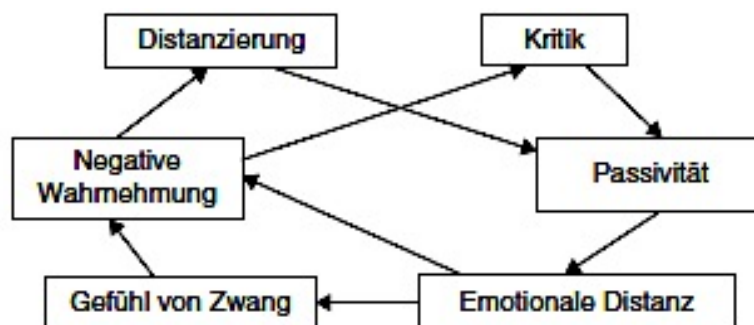 Distanzierung
Kritik
Negative
Wahrnehmung
Passivität
Gefühl von Zwang
Emotionale Distanz